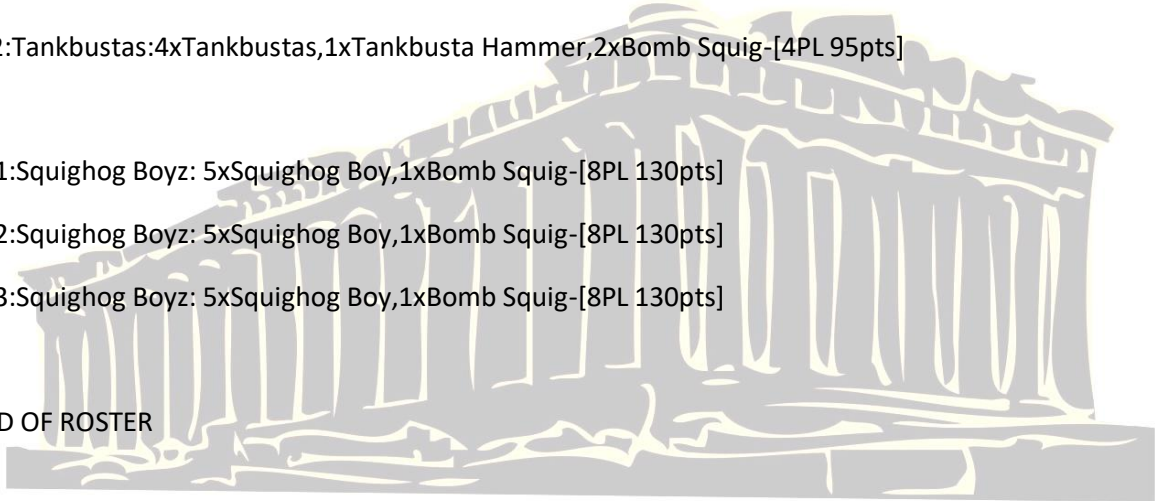 2:Tankbustas:4xTankbustas,1xTankbusta Hammer,2xBomb Squig-[4PL 95pts]
1:Squighog Boyz: 5xSquighog Boy,1xBomb Squig-[8PL 130pts]
2:Squighog Boyz: 5xSquighog Boy,1xBomb Squig-[8PL 130pts]
3:Squighog Boyz: 5xSquighog Boy,1xBomb Squig-[8PL 130pts]
D OF ROSTER